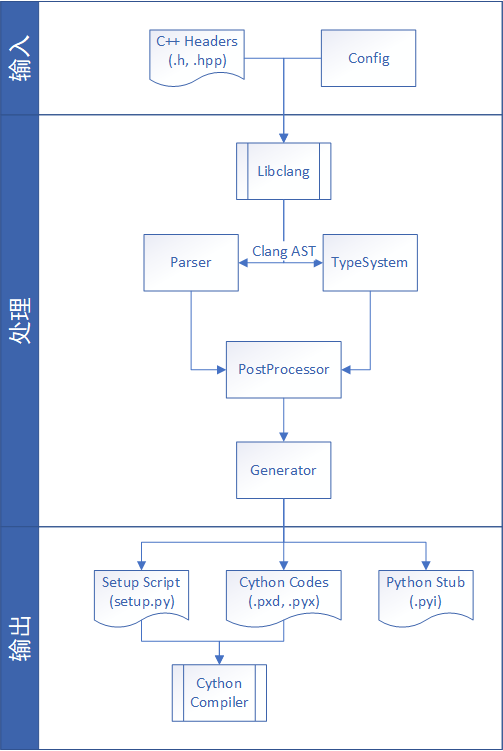 输入
C++ Headers
(.h, .hpp)
Config
处理
Libclang
Clang AST
Parser
TypeSystem
PostProcessor
Generator
输出
Setup Script
(setup.py)
Cython Codes
(.pxd, .pyx)
Python Stub
(.pyi)
Cython
Compiler